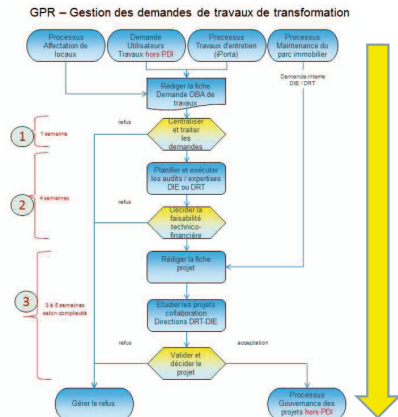 GPR – Gestion des demandes de travaux de transformation
Processus
Affectation de
locaux
Demande
Utilisateurs
Travaux hors PDI
Processus
Travaux d'entretien
(iPorta)
Processus
Maintenance du
parc immobilier
Demande interne
DIE / DRT
Rédiger la fiche
Demande OBA de
travaux
1
1 semaine
refus
Centraliser
et traiter
les
demandes
2
4 semaines
Planifier et exécuter
les audits / expertises
DIE ou DRT
refus
Décider la
faisabilité
technico-
financière
Rédiger la fiche
projet
3
3 à 6 semaines
selon complexité
Etudier les projets
collaboration
Directions DRT-DIE
refus
Valider et
décider le
projet
acceptation
Gérer le refus
Processus
Gouvernance des
projets hors PDI